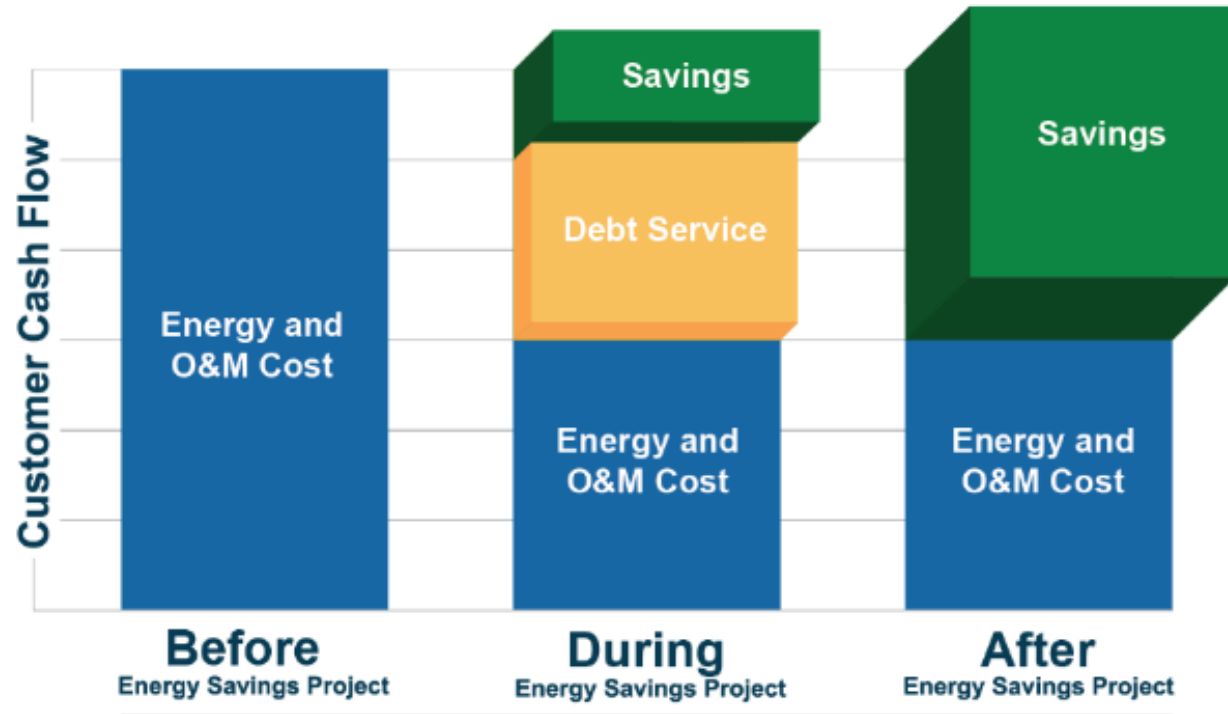 Customer Cash Flow
Energy and
O&M Cost
Savings
Debt Service
Energy and
O&M Cost
Savings
Energy and
O&M Cost
Before
Energy Savings Project
During
Energy Savings Project
After
Energy Savings Project